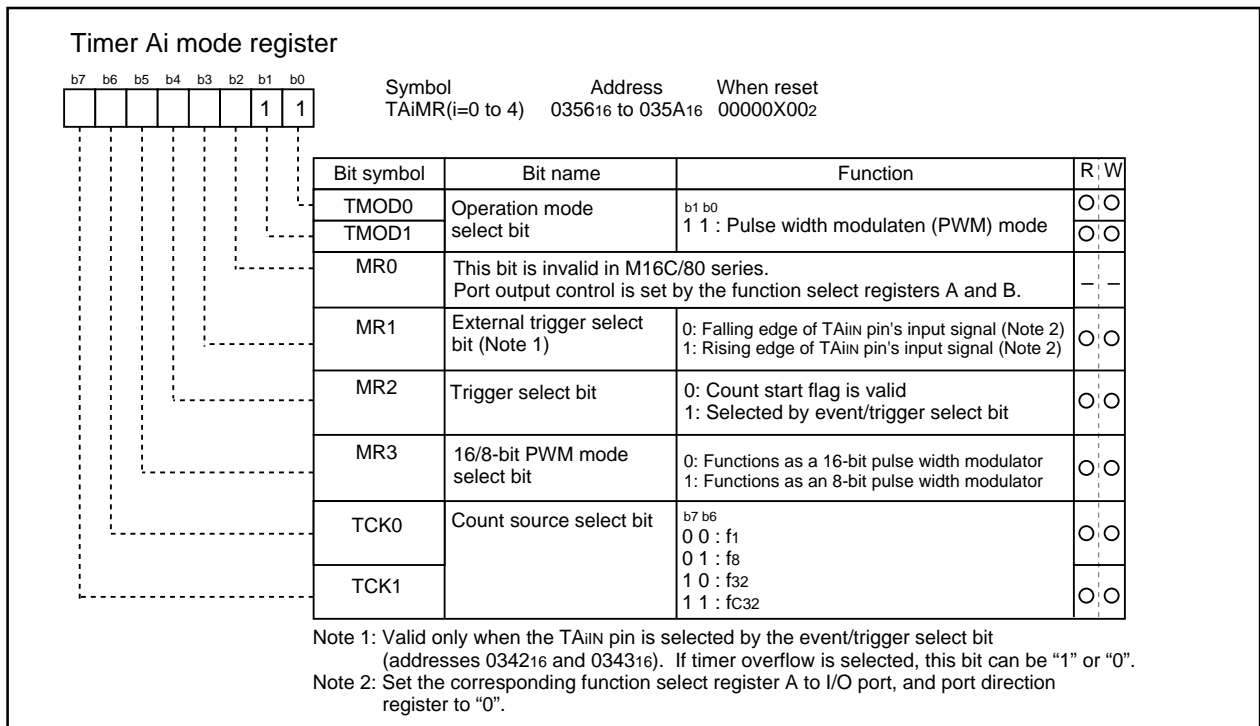 Timer Ai mode register
b7 b6 b5 b4 b3 b2 b1 b0
1 1
Symbol Address When reset
TAiMR(i=0 to 4) 035616 to 035A16 00000X002
Bit symbol Bit name Function R W
TMOD0
TMOD1
Operation mode
select bit
b1 b0
1 1 : Pulse width modulaten (PWM) mode
MR0
This bit is invalid in M16C/80 series.
Port output control is set by the function select registers A and B.
– –
MR1
External trigger select
bit (Note 1)
0: Falling edge of TAiIN pin's input signal (Note 2)
1: Rising edge of TAiIN pin's input signal (Note 2)
MR2
Trigger select bit
0: Count start flag is valid
1: Selected by event/trigger select bit
MR3
16/8-bit PWM mode
select bit
0: Functions as a 16-bit pulse width modulator
1: Functions as an 8-bit pulse width modulator
TCK0
TCK1
Count source select bit
b7 b6
0 0 : f1
0 1 : f8
1 0 : f32
1 1 : fC32
Note 1: Valid only when the TAiIN pin is selected by the event/trigger select bit
(addresses 034216 and 034316). If timer overflow is selected, this bit can be “1” or “0”.
Note 2: Set the corresponding function select register A to I/O port, and port direction
register to “0”.